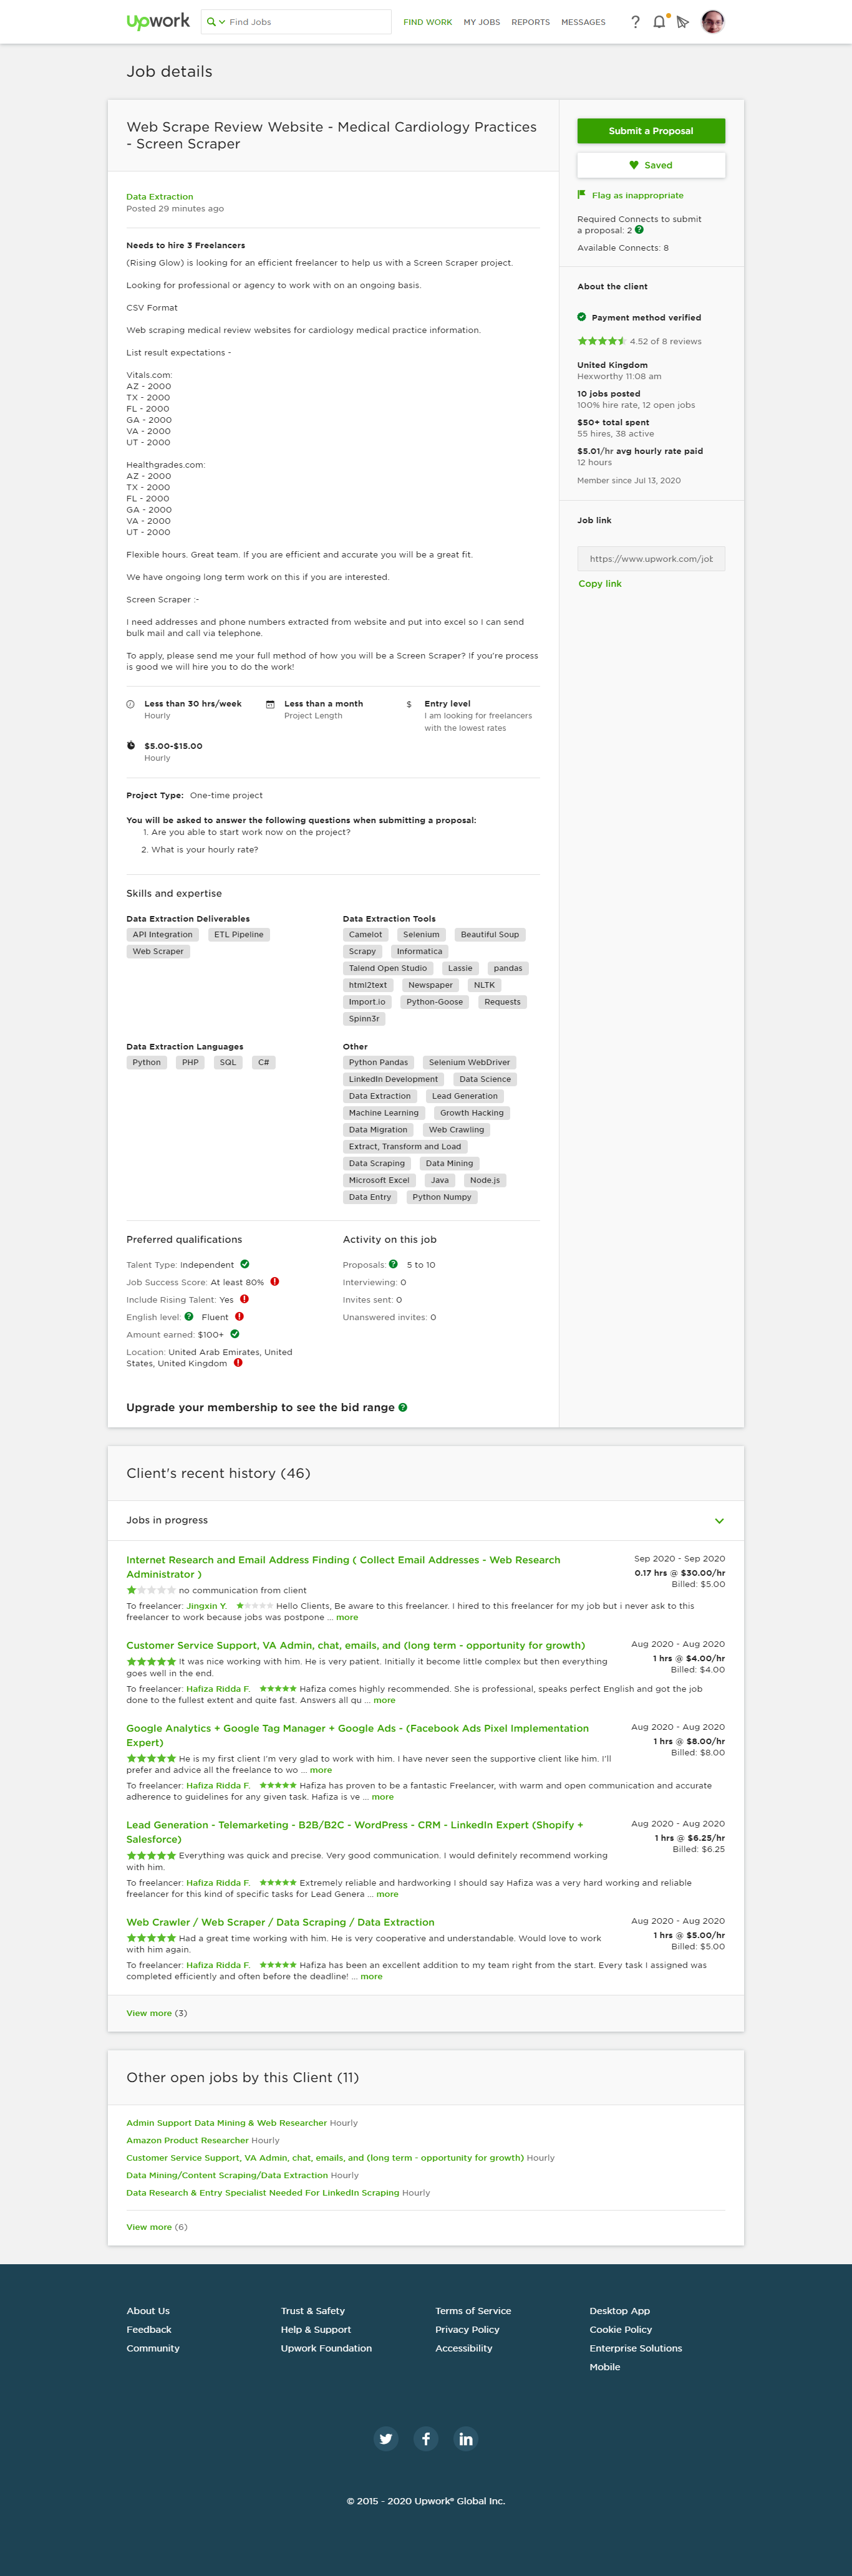 Upwork
Find Jobs
FIND WORK
MY JOBS
REPORTS
MESSAGES
Job details
Web Scrape Review Website - Medical Cardiology Practices
- Screen Scraper
Data Extraction
Posted 29 minutes ago
Needs to hire 3 Freelancers
(Rising Glow) is looking for an efficient freelancer to help us with a Screen Scraper project.
Looking for professional or agency to work with on an ongoing basis.
CSV Format
Web scraping medical review websites for cardiology medical practice information.
List result expectations -
Vitals.com:
AZ - 2000
TX - 2000
FL - 2000
GA - 2000
VA - 2000
UT - 2000
Healthgrades.com:
AZ - 2000
TX - 2000
FL - 2000
GA - 2000
VA - 2000
UT - 2000
Flexible hours. Great team. If you are efficient and accurate you will be a great fit.
We have ongoing long term work on this if you are interested.
Screen Scraper :-
I need addresses and phone numbers extracted from website and put into excel so I can send
bulk mail and call via telephone.
To apply, please send me your full method of how you will be a Screen Scraper? If you're process
is good we will hire you to do the work!
Less than 30 hrs/week
Hourly
Less than a month
Project Length
$
Entry level
I am looking for freelancers
with the lowest rates
$5.00-$15.00
Hourly
Project Type: One-time project
You will be asked to answer the following questions when submitting a proposal:
1. Are you able to start work now on the project?
2. What is your hourly rate?
Skills and expertise
Data Extraction Deliverables
API Integration
ETL Pipeline
Web Scraper
Data Extraction Tools
Camelot
Selenium
Beautiful Soup
Scrapy
Informatica
Talend Open Studio
Lassie
pandas
html2text
Newspaper
NLTK
Import.io
Python-Goose
Requests
Spinn3r
Data Extraction Languages
Python
PHP
SQL
C#
Other
Python Pandas
Selenium WebDriver
LinkedIn Development
Data Science
Data Extraction
Lead Generation
Machine Learning
Growth Hacking
Data Migration
Web Crawling
Extract, Transform and Load
Data Scraping
Data Mining
Microsoft Excel
Java
Node.js
Data Entry
Python Numpy
Preferred qualifications
Talent Type: Independent
Job Success Score: At least 80%
Include Rising Talent: Yes
English level: Fluent
Amount earned: $100+
Location: United Arab Emirates, United
States, United Kingdom
Activity on this job
Proposals: 5 to 10
Interviewing: 0
Invites sent: 0
Unanswered invites: 0
Upgrade your membership to see the bid range
Submit a Proposal
Saved
Flag as inappropriate
Required Connects to submit
a proposal: 2
Available Connects: 8
About the client
Payment method verified
4.52 of 8 reviews
United Kingdom
Hexworthy 11:08 am
10 jobs posted
100% hire rate, 12 open jobs
$50+ total spent
55 hires, 38 active
$5.01/hr avg hourly rate paid
12 hours
Member since Jul 13, 2020
Job link
https://www.upwork.com/job
Copy link
Client's recent history (46)
Jobs in progress
Internet Research and Email Address Finding ( Collect Email Addresses - Web Research
Administrator )
no communication from client
To freelancer: Jingxin Y. Hello Clients, Be aware to this freelancer. I hired to this freelancer for my job but i never ask to this
freelancer to work because jobs was postpone ... more
Sep 2020 - Sep 2020
0.17 hrs @ $30.00/hr
Billed: $5.00
Customer Service Support, VA Admin, chat, emails, and (long term - opportunity for growth)
It was nice working with him. He is very patient. Initially it become little complex but then everything
goes well in the end.
To freelancer: Hafiza Ridda F. Hafiza comes highly recommended. She is professional, speaks perfect English and got the job
done to the fullest extent and quite fast. Answers all qu ... more
Aug 2020 - Aug 2020
1 hrs @ $4.00/hr
Billed: $4.00
Google Analytics + Google Tag Manager + Google Ads - (Facebook Ads Pixel Implementation
Expert)
He is my first client I'm very glad to work with him. I have never seen the supportive client like him. I'll
prefer and advice all the freelance to wo ... more
To freelancer: Hafiza Ridda F. Hafiza has proven to be a fantastic Freelancer, with warm and open communication and accurate
adherence to guidelines for any given task. Hafiza is ve ... more
Aug 2020 - Aug 2020
1 hrs @ $8.00/hr
Billed: $8.00
Lead Generation - Telemarketing - B2B/B2C - WordPress - CRM - LinkedIn Expert (Shopify +
Salesforce)
Everything was quick and precise. Very good communication. I would definitely recommend working
with him.
To freelancer: Hafiza Ridda F. Extremely reliable and hardworking I should say Hafiza was a very hard working and reliable
freelancer for this kind of specific tasks for Lead Genera ... more
Aug 2020 - Aug 2020
1 hrs @ $6.25/hr
Billed: $6.25
Web Crawler / Web Scraper / Data Scraping / Data Extraction
Had a great time working with him. He is very cooperative and understandable. Would love to work
with him again.
To freelancer: Hafiza Ridda F. Hafiza has been an excellent addition to my team right from the start. Every task I assigned was
completed efficiently and often before the deadline! ... more
Aug 2020 - Aug 2020
1 hrs @ $5.00/hr
Billed: $5.00
View more (3)
Other open jobs by this Client (11)
Admin Support Data Mining & Web Researcher Hourly
Amazon Product Researcher Hourly
Customer Service Support, VA Admin, chat, emails, and (long term - opportunity for growth) Hourly
Data Mining/Content Scraping/Data Extraction Hourly
Data Research & Entry Specialist Needed For LinkedIn Scraping Hourly
View more (6)
About Us
Feedback
Community
Trust & Safety
Help & Support
Upwork Foundation
Terms of Service
Privacy Policy
Accessibility
Desktop App
Cookie Policy
Enterprise Solutions
Mobile
© 2015 - 2020 Upwork® Global Inc.